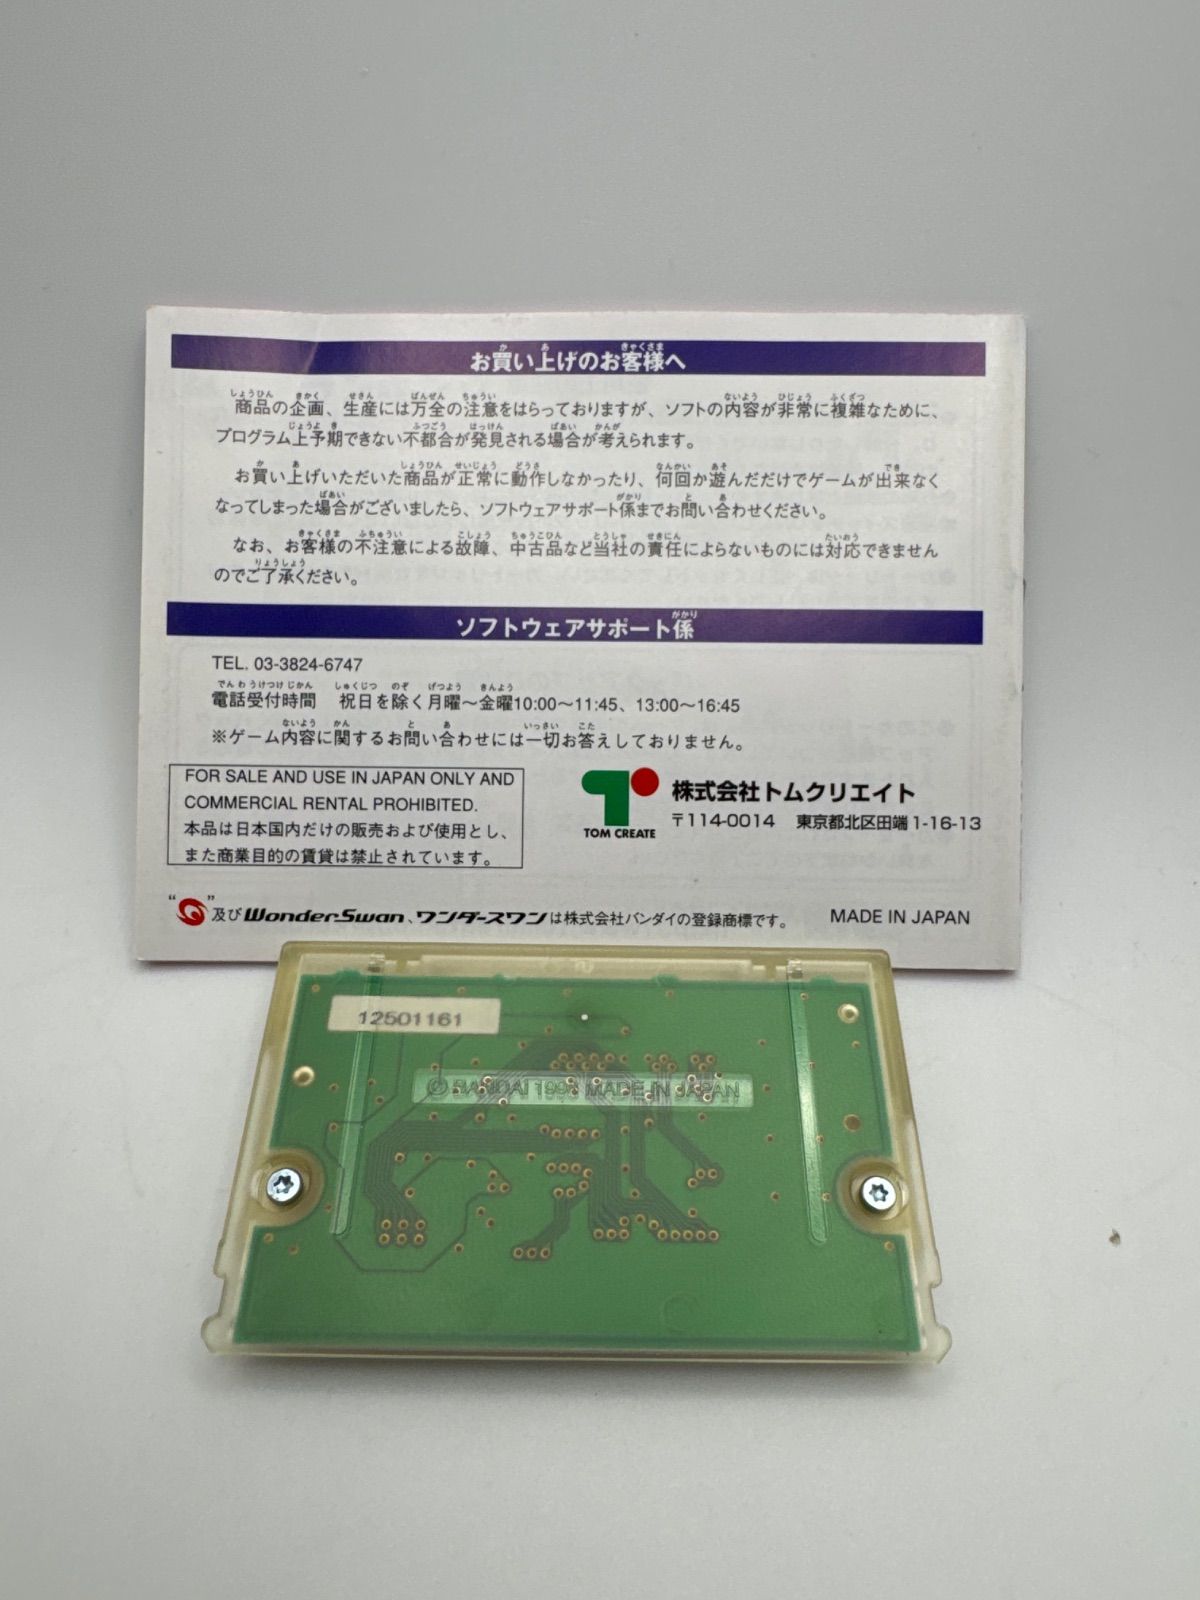 お買い上げのお客様へ
商品の企画、生産には万全の注意をはらっておりますが、ソフトの内容が非常に複雑なために、
プログラム上予期できない不都合が発見される場合が考えられます。
お買い上げいただいた商品が正常に動作しなかったり、何回か遊んだだけでゲームが出来なく
なってしまった場合がございましたら、ソフトウェアサポート係までお問い合わせください。
なお、お客様の不注意による故障、中古品など当社の責任によらないものには対応できません
のでご了承ください。
ソフトウェアサポート係
TEL. 03-3824-6747
電話受付時間 祝日を除く月曜〜金曜10:00〜11:45、13:00〜16:45
※ゲーム内容に関するお問い合わせには一切お答えしておりません。
FOR SALE AND USE IN JAPAN ONLY AND
COMMERCIAL RENTAL PROHIBITED.
本品は日本国内だけの販売および使用とし、
また商業目的の賃貸は禁止されています。
TOM CREATE
株式会社トムクリエイト
〒114-0014 東京都北区田端1-16-13
" "及びWonderSwan、ワンダースワンは株式会社バンダイの登録商標です。
MADE IN JAPAN
12501161
© BANDAI MADE IN JAPAN